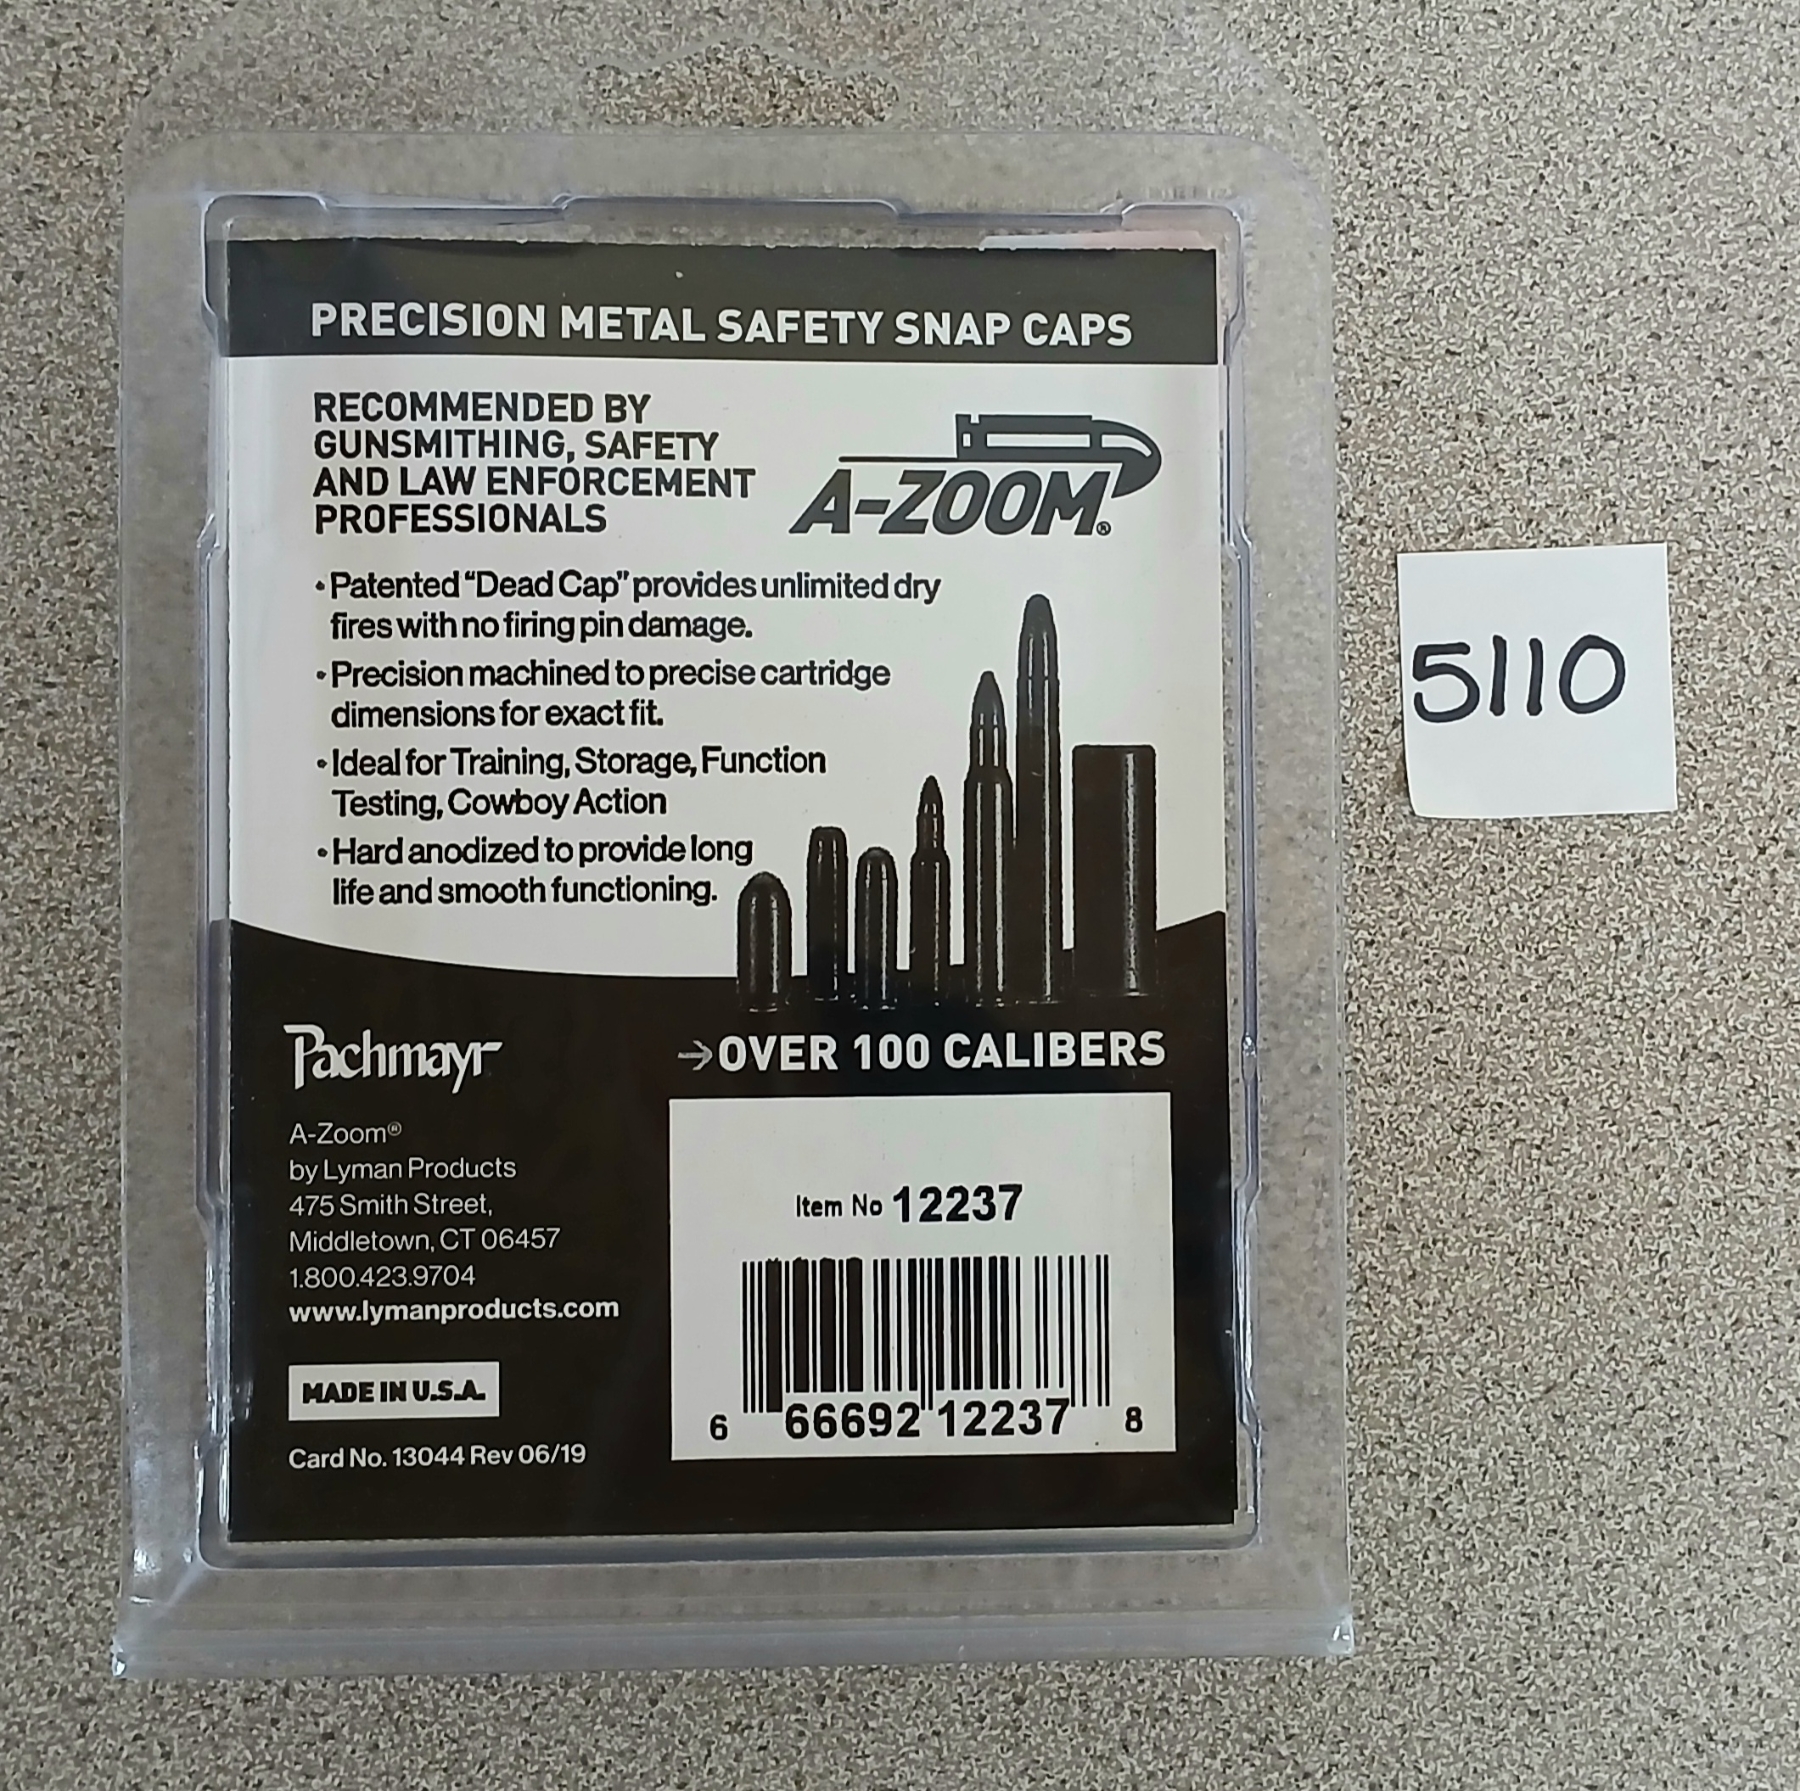 PRECISION METAL SAFETY SNAP CAPS
RECOMMENDED BY
GUNSMITHING, SAFETY
AND LAW ENFORCEMENT
PROFESSIONALS
A-ZOOM®
• Patented “Dead Cap” provides unlimited dry
fires with no firing pin damage.
• Precision machined to precise cartridge
dimensions for exact fit.
• Ideal for Training, Storage, Function
Testing, Cowboy Action
• Hard anodized to provide long
life and smooth functioning.
5110
Pachmayr
→OVER 100 CALIBERS
A-Zoom®
by Lyman Products
475 Smith Street,
Middletown, CT 06457
1.800.423.9704
www.lymanproducts.com
MADE IN U.S.A.
Card No. 13044 Rev 06/19
Item No 12237
6 66692 12237 8